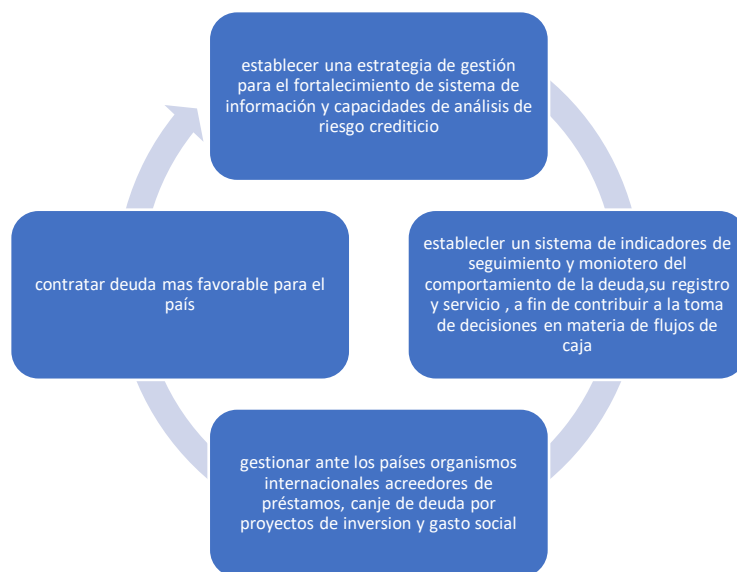 establecer una estrategia de gestión
para el fortalecimiento de sistema de
información y capacidades de análisis de
riesgo crediticio
establecler un sistema de indicadores de
seguimiento y moniotero del
comportamiento de la deuda,su registro
y servicio , a fin de contribuir a la toma
de decisiones en materia de flujos de
caja
gestionar ante los países organismos
internacionales acreedores de
préstamos, canje de deuda por
proyectos de inversion y gasto social
contratar deuda mas favorable para el
país